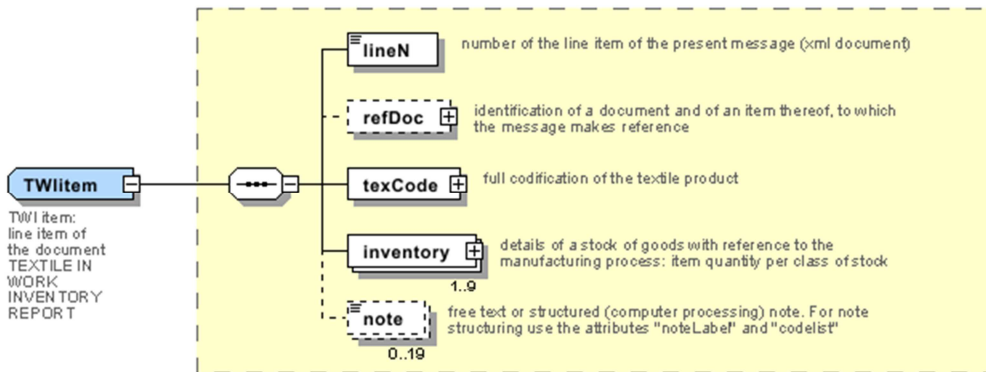 lineN
number of the line item of the present message (xml document)
refDoc
identification of a document and of an item thereof, to which
the message makes reference
TWIitem
texCode
full codification of the textile product
TWI item:
line item of
the document
TEXTILE IN
WORK
INVENTORY
REPORT
inventory
details of a stock of goods with reference to the
manufacturing process: item quantity per class of stock
1..9
note
free text or structured (computer processing) note. For note
structuring use the attributes "noteLabel" and "codelist"
0..19